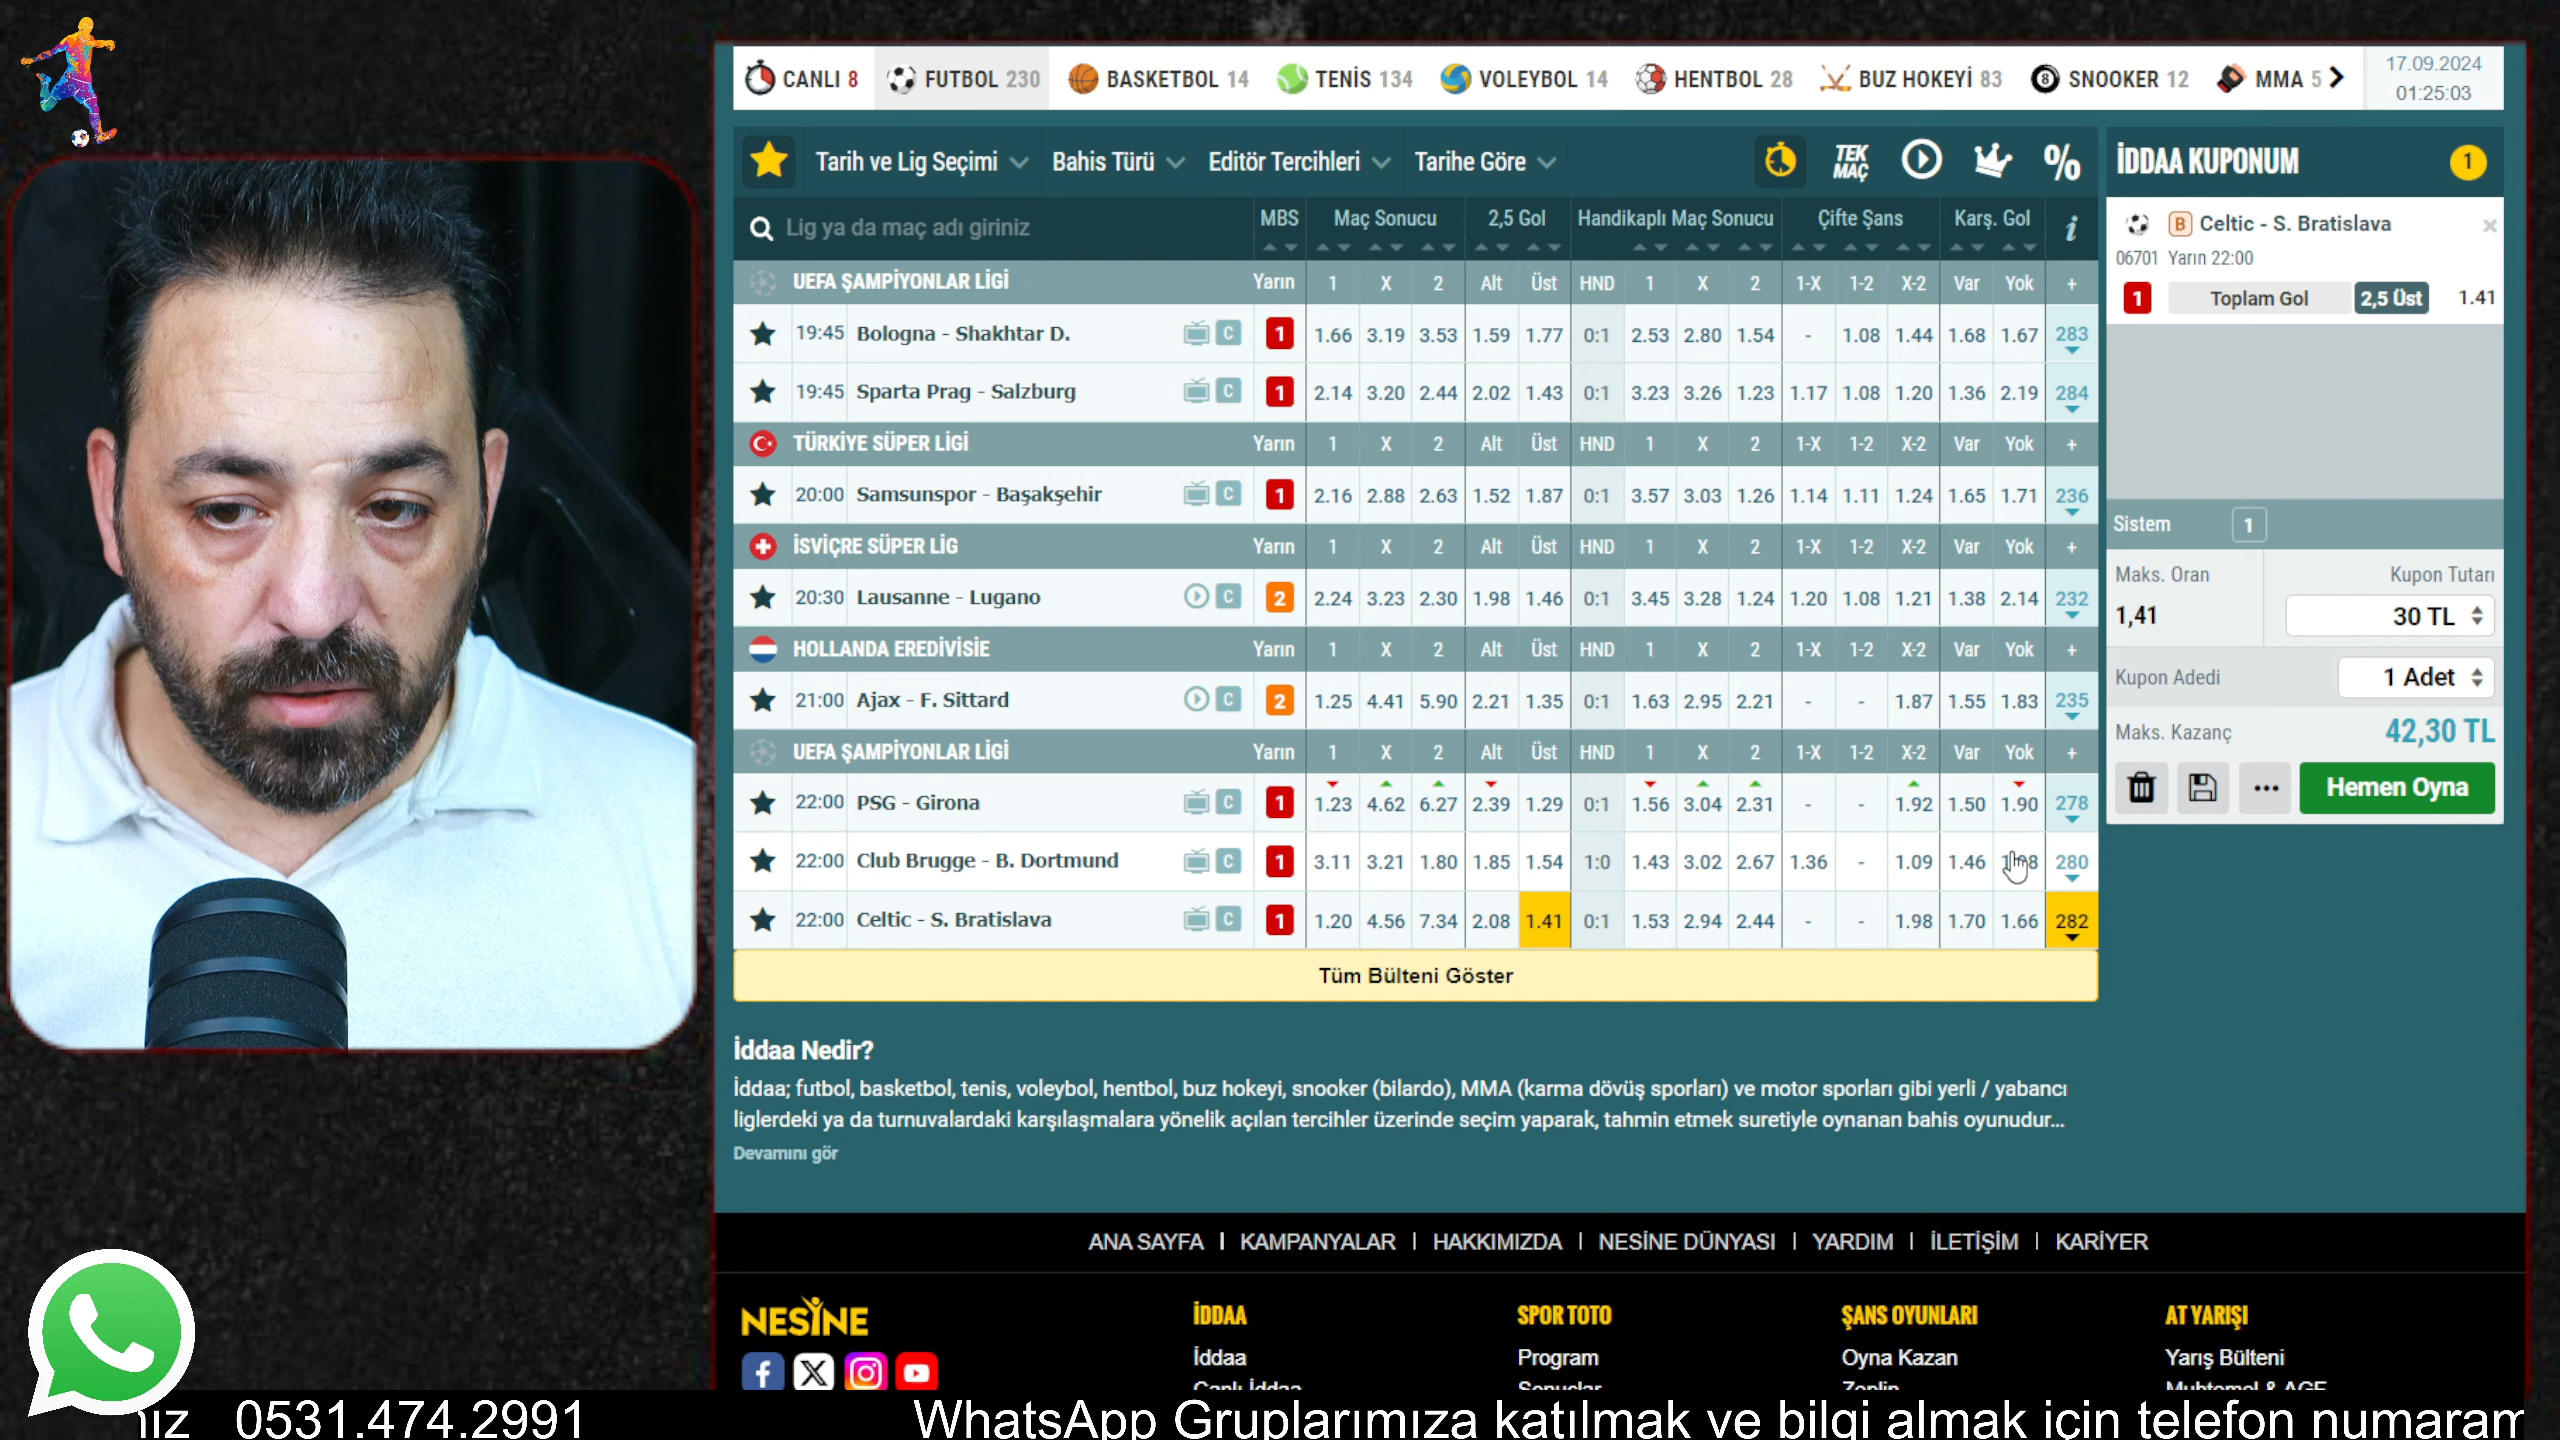 CANLI 8 FUTBOL 230 BASKETBOL 14 TENİS 134 VOLEYBOL 14 HENTBOL 28 BUZ HOKEYİ 83 SNOOKER 12 MMA 5
17.09.2024
01:25:03
Tarih ve Lig Seçimi Bahis Türü Editör Tercihleri Tarihe Göre TEK MAÇ %
Lig ya da maç adı giriniz MBS Maç Sonucu 2,5 Gol Handikaplı Maç Sonucu Çifte Şans Karş. Gol i
UEFA ŞAMPİYONLAR LİGİ Yarın 1 X 2 Alt Üst HND 1 X 2 1-X 1-2 X-2 Var Yok +
19:45 Bologna - Shakhtar D. C 1 1.66 3.19 3.53 1.59 1.77 0:1 2.53 2.80 1.54 - 1.08 1.44 1.68 1.67 283
19:45 Sparta Prag - Salzburg C 1 2.14 3.20 2.44 2.02 1.43 0:1 3.23 3.26 1.23 1.17 1.08 1.20 1.36 2.19 284
TÜRKİYE SÜPER LİGİ Yarın 1 X 2 Alt Üst HND 1 X 2 1-X 1-2 X-2 Var Yok +
20:00 Samsunspor - Başakşehir C 1 2.16 2.88 2.63 1.52 1.87 0:1 3.57 3.03 1.26 1.14 1.11 1.24 1.65 1.71 236
İSVİÇRE SÜPER LİG Yarın 1 X 2 Alt Üst HND 1 X 2 1-X 1-2 X-2 Var Yok +
20:30 Lausanne - Lugano C 2 2.24 3.23 2.30 1.98 1.46 0:1 3.45 3.28 1.24 1.20 1.08 1.21 1.38 2.14 232
HOLLANDA EREDİVİSİE Yarın 1 X 2 Alt Üst HND 1 X 2 1-X 1-2 X-2 Var Yok +
21:00 Ajax - F. Sittard C 2 1.25 4.41 5.90 2.21 1.35 0:1 1.63 2.95 2.21 - - 1.87 1.55 1.83 235
UEFA ŞAMPİYONLAR LİGİ Yarın 1 X 2 Alt Üst HND 1 X 2 1-X 1-2 X-2 Var Yok +
22:00 PSG - Girona C 1 1.23 4.62 6.27 2.39 1.29 0:1 1.56 3.04 2.31 - - 1.92 1.50 1.90 278
22:00 Club Brugge - B. Dortmund C 1 3.11 3.21 1.80 1.85 1.54 1:0 1.43 3.02 2.67 1.36 - 1.09 1.46 280
22:00 Celtic - S. Bratislava C 1 1.20 4.56 7.34 2.08 1.41 0:1 1.53 2.94 2.44 - - 1.98 1.70 1.66 282
Tüm Bülteni Göster
İDDAA KUPONUM 1
B Celtic - S. Bratislava
06701 Yarın 22:00
1 Toplam Gol 2,5 Üst 1.41
Sistem 1
Maks. Oran Kupon Tutarı
1,41 30 TL
Kupon Adedi 1 Adet
Maks. Kazanç 42,30 TL
Hemen Oyna
İddaa Nedir?
İddaa; futbol, basketbol, tenis, voleybol, hentbol, buz hokeyi, snooker (bilardo), MMA (karma dövüş sporları) ve motor sporları gibi yerli / yabancı
liglerdeki ya da turnuvalardaki karşılaşmalara yönelik açılan tercihler üzerinde seçim yaparak, tahmin etmek suretiyle oynanan bahis oyunudur...
Devamını gör
ANA SAYFA | KAMPANYALAR | HAKKIMIZDA | NESİNE DÜNYASI | YARDIM | İLETİŞİM | KARİYER
NESİNE İDDAA SPOR TOTO ŞANS OYUNLARI AT YARIŞI
İddaa Program Oyna Kazan Yarış Bülteni
Canlı İddaa Sonuçlar Zeplin Muhtemel & AGF
0531.474.2991 WhatsApp Gruplarımıza katılmak ve bilgi almak için telefon numaram